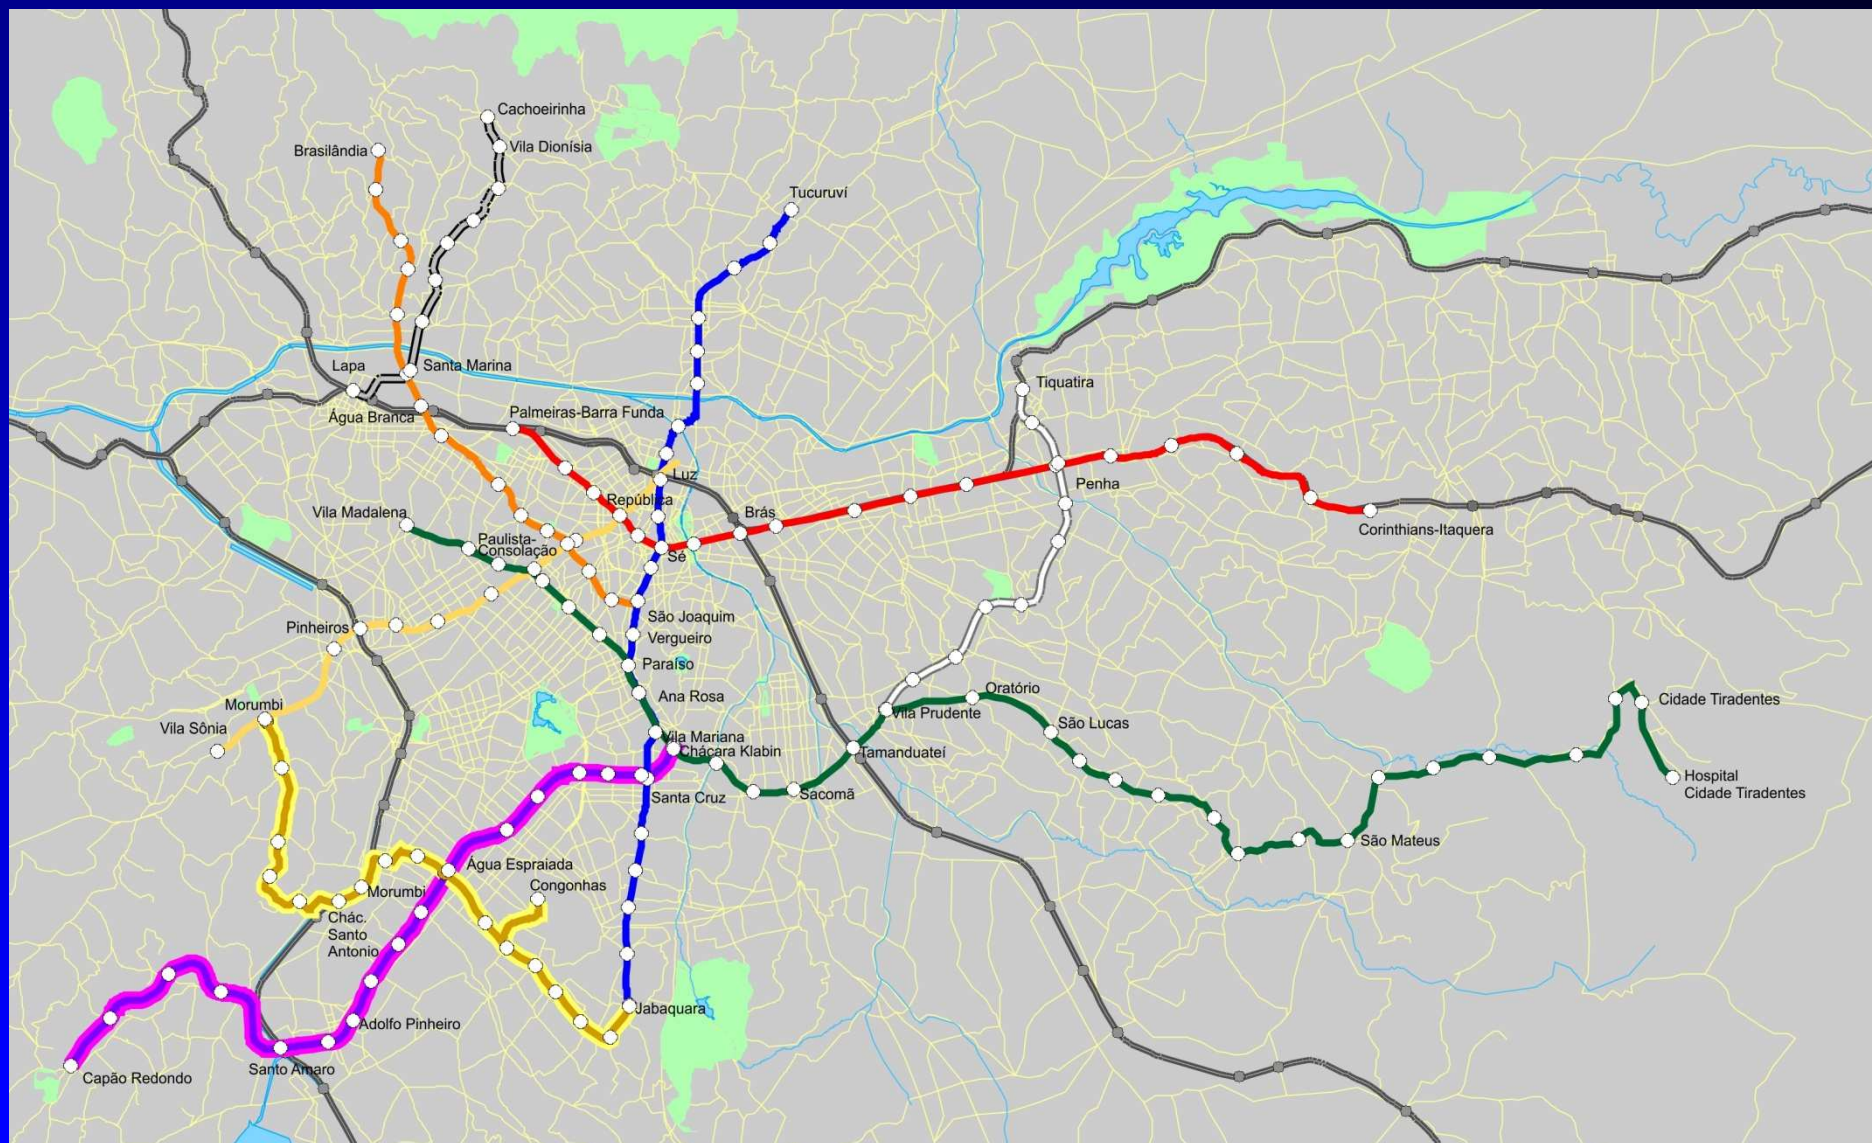 Cachoeirinha
Vila Dionísia
Brasilândia
Tucuruví
Lapa
Santa Marina
Tiquatira
Água Branca
Palmeiras-Barra Funda
Luz
Penha
República
Vila Madalena
Brás
Corinthians-Itaquera
Paulista-
Consolação
Sé
São Joaquim
Pinheiros
Vergueiro
Paraíso
Ana Rosa
Oratório
Cidade Tiradentes
Morumbi
Vila Prudente
São Lucas
Vila Sônia
Vila Mariana
Chácara Klabin
Tamanduateí
Hospital
Cidade Tiradentes
Santa Cruz
Sacomã
São Mateus
Água Espraiada
Congonhas
Morumbi
Chác.
Santo
Antonio
Jabaquara
Adolfo Pinheiro
Santo Amaro
Capão Redondo